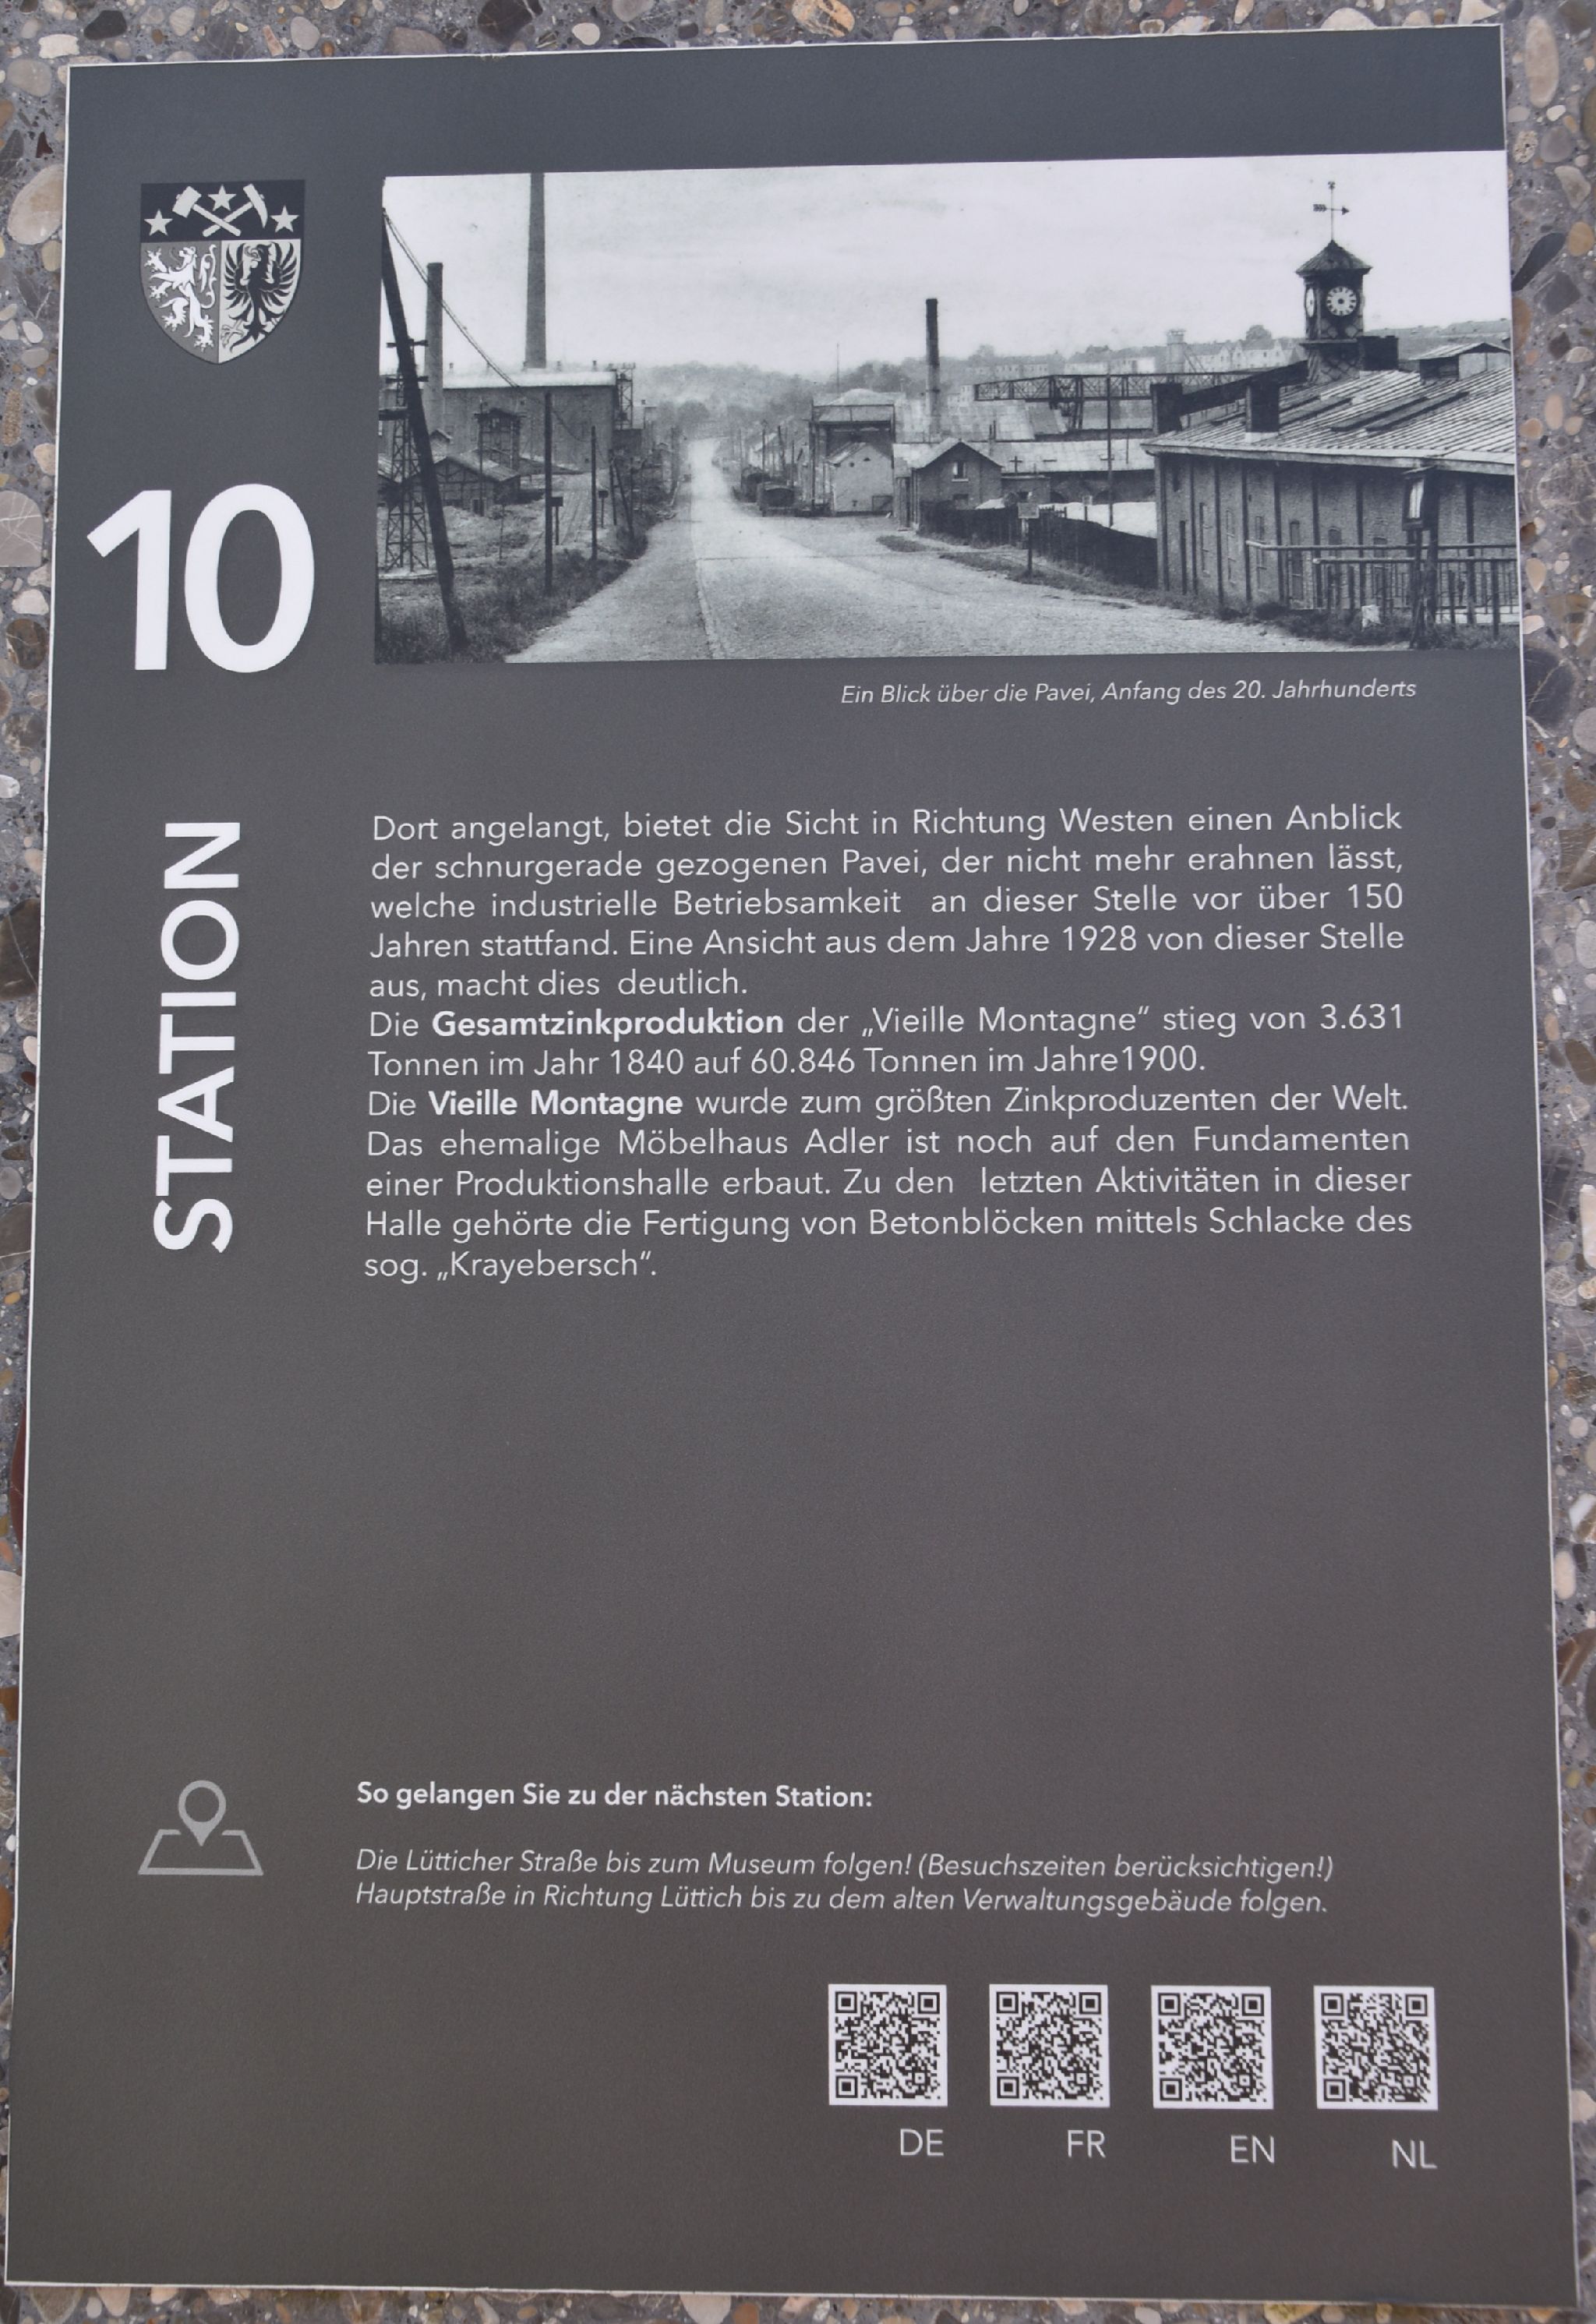 10
STATION
Ein Blick über die Pavei, Anfang des 20. Jahrhunderts
Dort angelangt, bietet die Sicht in Richtung Westen einen Anblick
der schnurgerade gezogenen Pavei, der nicht mehr erahnen lässt,
welche industrielle Betriebsamkeit an dieser Stelle vor über 150
Jahren stattfand. Eine Ansicht aus dem Jahre 1928 von dieser Stelle
aus, macht dies deutlich.
Die Gesamtzinkproduktion der „Vieille Montagne“ stieg von 3.631
Tonnen im Jahr 1840 auf 60.846 Tonnen im Jahre1900.
Die Vieille Montagne wurde zum größten Zinkproduzenten der Welt.
Das ehemalige Möbelhaus Adler ist noch auf den Fundamenten
einer Produktionshalle erbaut. Zu den letzten Aktivitäten in dieser
Halle gehörte die Fertigung von Betonblöcken mittels Schlacke des
sog. „Krayebersch“.
So gelangen Sie zu der nächsten Station:
Die Lütticher Straße bis zum Museum folgen! (Besuchszeiten berücksichtigen!)
Hauptstraße in Richtung Lüttich bis zu dem alten Verwaltungsgebäude folgen.
DE FR EN NL